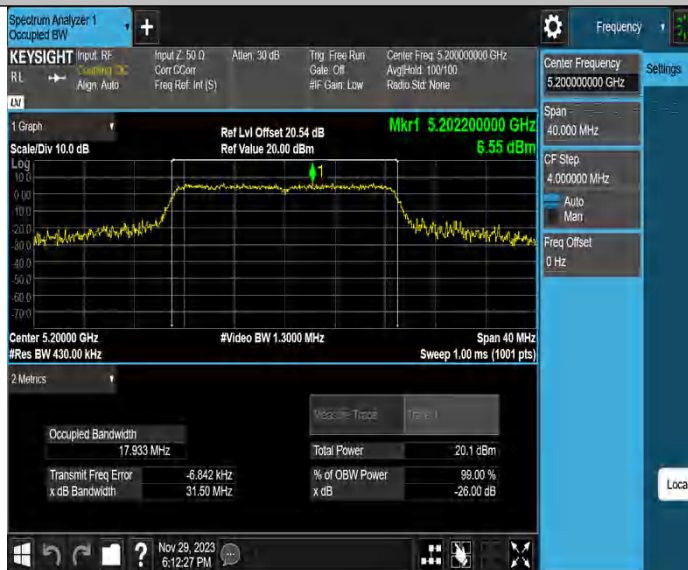 Spectrum Analyzer 1
Occupied BW
Frequency
KEYSIGHT
Input: RF
Coupling: DC
Align: Auto
Input Z: 50 Ω
Corr CCorr
Freq Ref: Int (S)
Atten: 30 dB
Trig: Free Run
Gate: Off
#IF Gain: Low
Center Freq: 5.200000000 GHz
Avg|Hold: 100/100
Radio Std: None
R L
LXI
1 Graph
Scale/Div 10.0 dB
Ref Lvl Offset 20.54 dB
Ref Value 20.00 dBm
Mkr1 5.202200000 GHz
6.55 dBm
Log
10.0
0.00
-10.0
-20.0
-30.0
-40.0
-50.0
-60.0
-70.0
1
Center 5.20000 GHz
#Res BW 430.00 kHz
#Video BW 1.3000 MHz
Span 40 MHz
Sweep 1.00 ms (1001 pts)
2 Metrics
Measure Trace
Trace 1
Occupied Bandwidth
17.933 MHz
Total Power
20.1 dBm
Transmit Freq Error
-6.842 kHz
% of OBW Power
99.00 %
x dB Bandwidth
31.50 MHz
x dB
-26.00 dB
Center Frequency
5.200000000 GHz
Settings
Span
40.000 MHz
CF Step
4.000000 MHz
Auto
Man
Freq Offset
0 Hz
Loca
Nov 29, 2023
6:12:27 PM